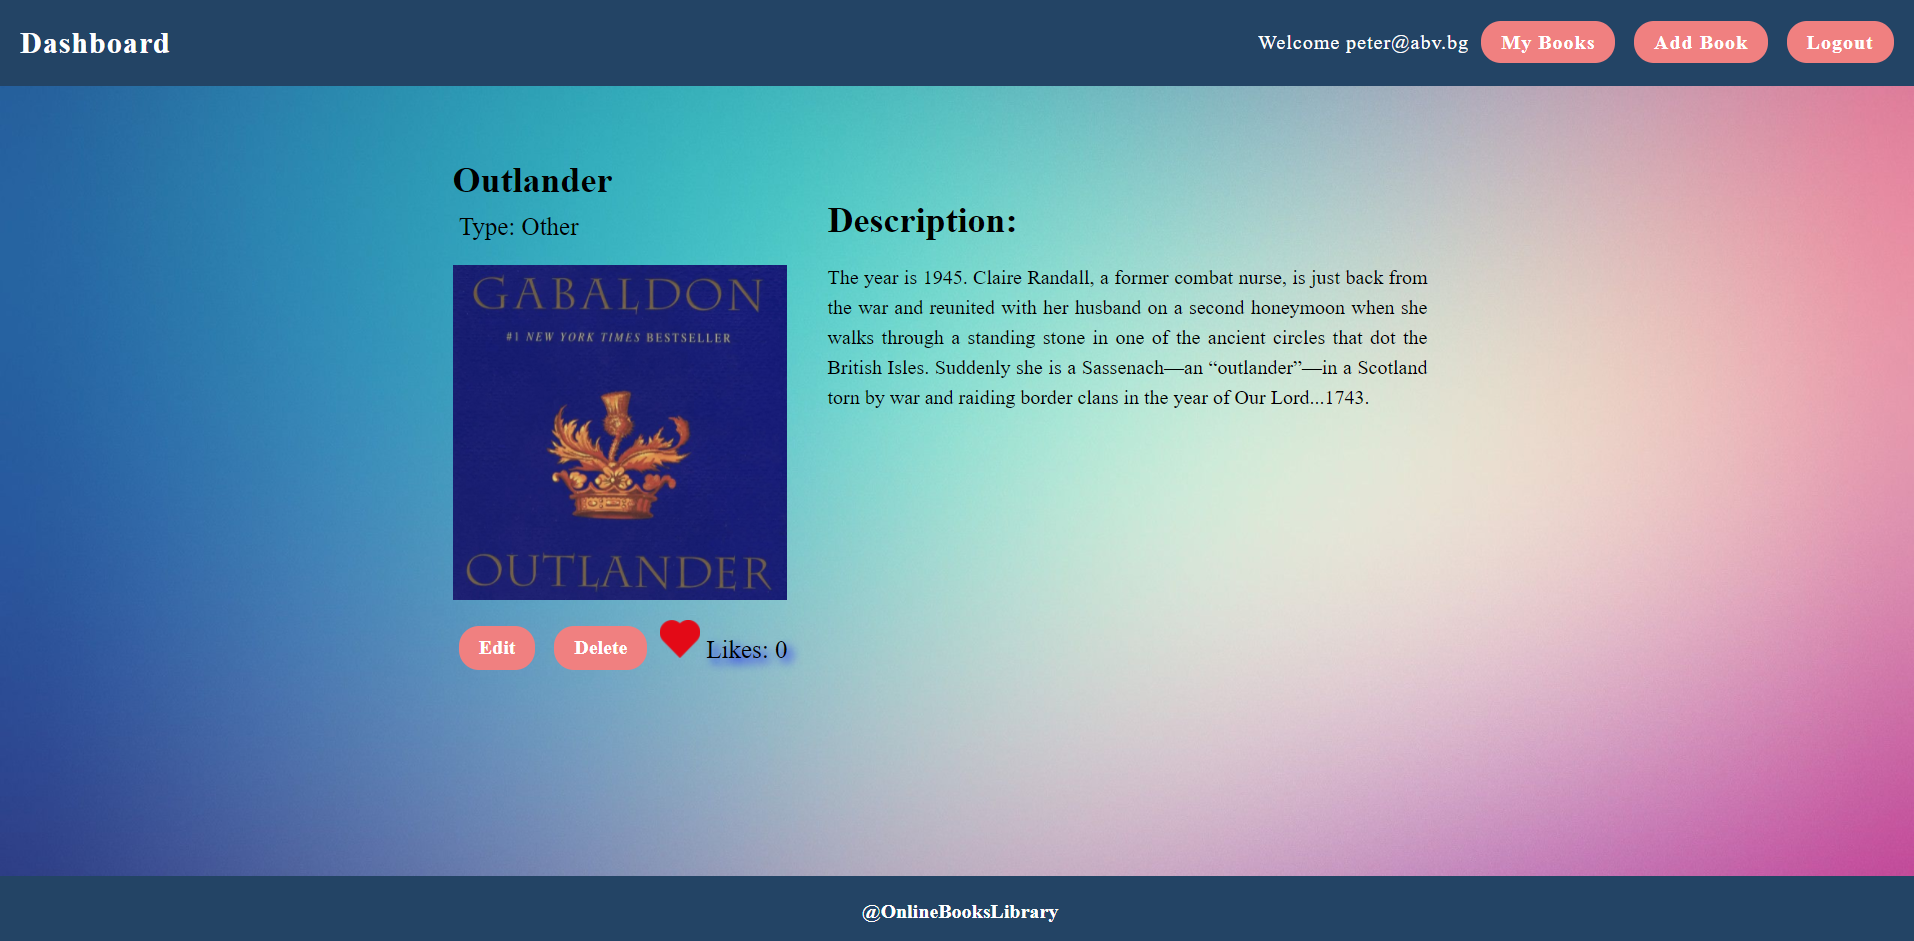 Dashboard
Welcome peter@abv.bg
My Books
Add Book
Logout
Outlander
Type: Other
GABALDON
#1 NEW YORK TIMES BESTSELLER
OUTLANDER
Edit
Delete
Likes: 0
Description:
The year is 1945. Claire Randall, a former combat nurse, is just back from
the war and reunited with her husband on a second honeymoon when she
walks through a standing stone in one of the ancient circles that dot the
British Isles. Suddenly she is a Sassenach—an “outlander”—in a Scotland
torn by war and raiding border clans in the year of Our Lord...1743.
@OnlineBooksLibrary